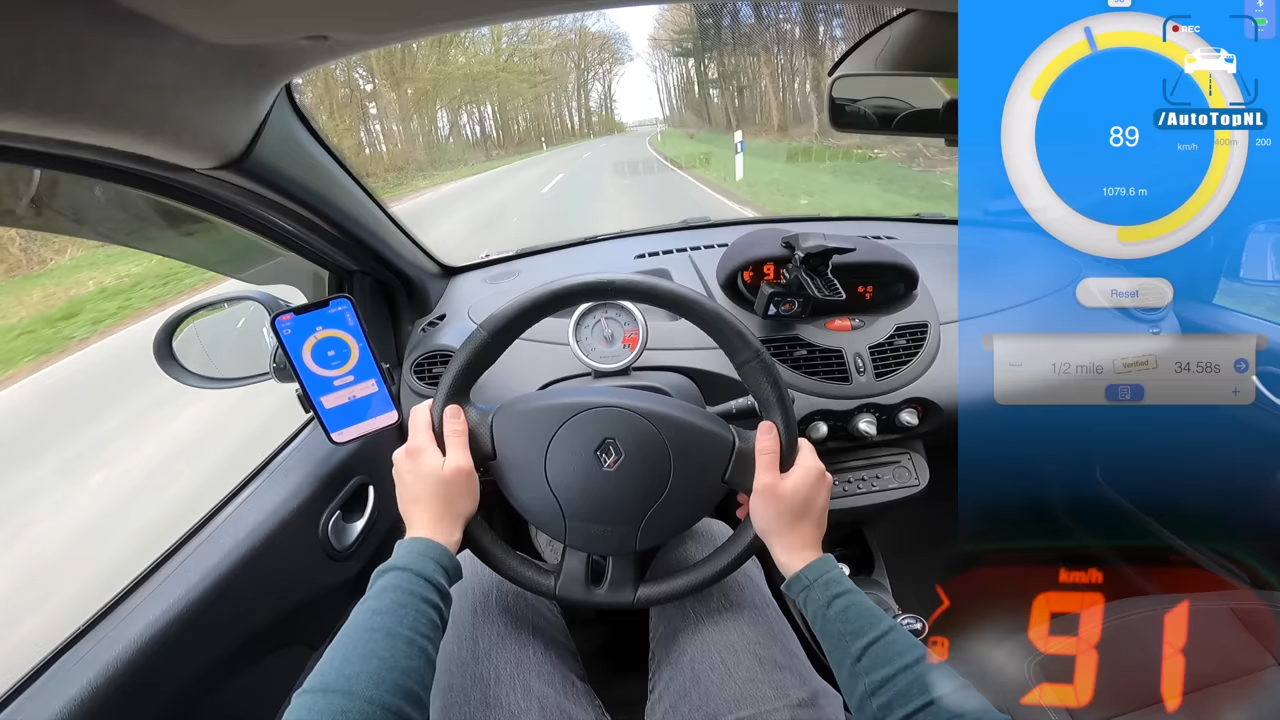 REC
/AutoTopNL
89
km/h
400m
200
1079.6 m
Reset
1/2 mile
Verified
34.58s
km/h
91